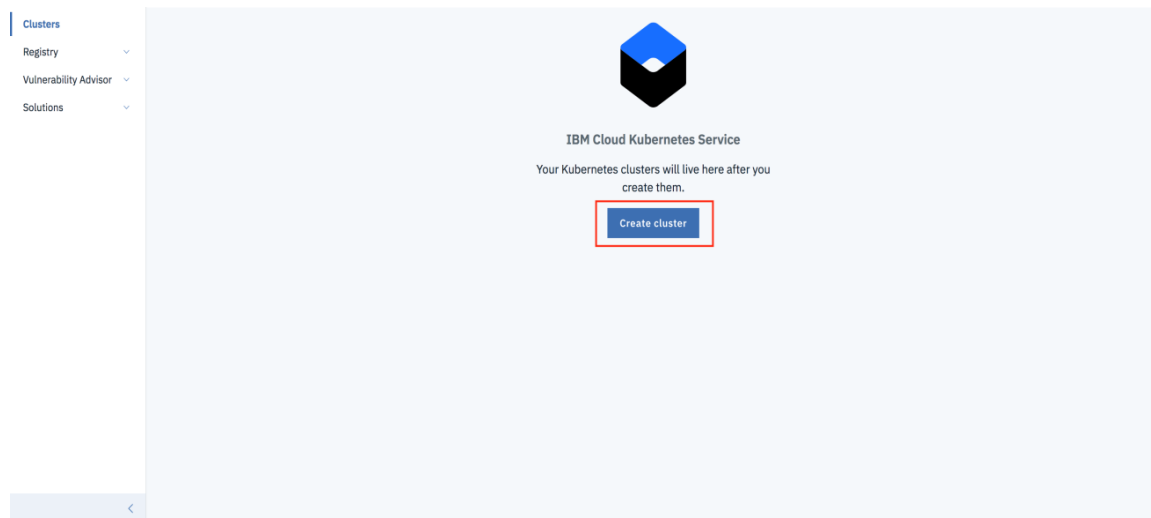 Clusters
Registry
Vulnerability Advisor
Solutions
IBM Cloud Kubernetes Service
Your Kubernetes clusters will live here after you
create them.
Create cluster